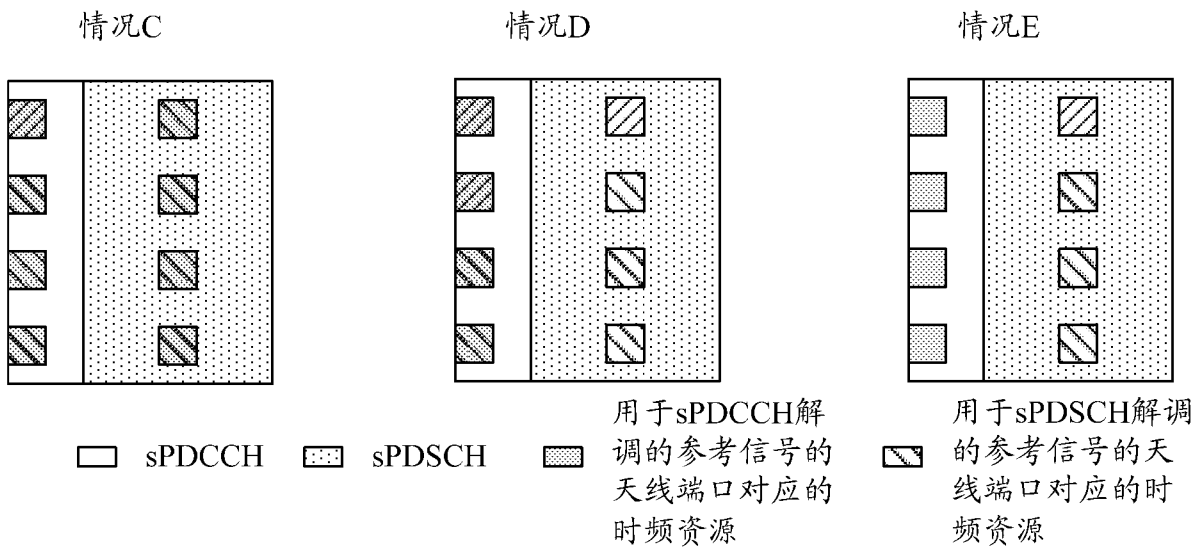 情况C
情况D
情况E
sPDCCH
sPDSCH
用于sPDCCH解
调的参考信号的
天线端口对应的
时频资源
用于sPDSCH解调
的参考信号的天
线端口对应的时
频资源